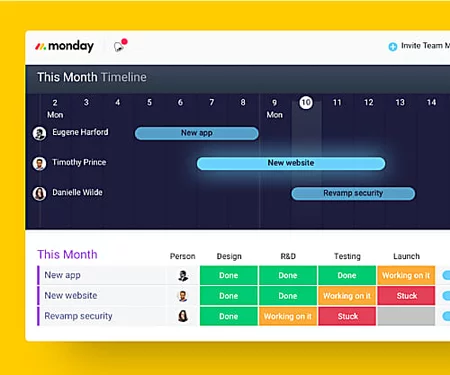 monday
Invite Team M
This Month Timeline
2 3 4 5 6 7 8 9 10 11 12 13 14
Mon Mon
Eugene Harford New app
Timothy Prince New website
Danielle Wilde Revamp security
This Month Person Design R&D Testing Launch
New app Done Done Done Working on it
New website Done Done Working on it Stuck
Revamp security Done Working on it Stuck